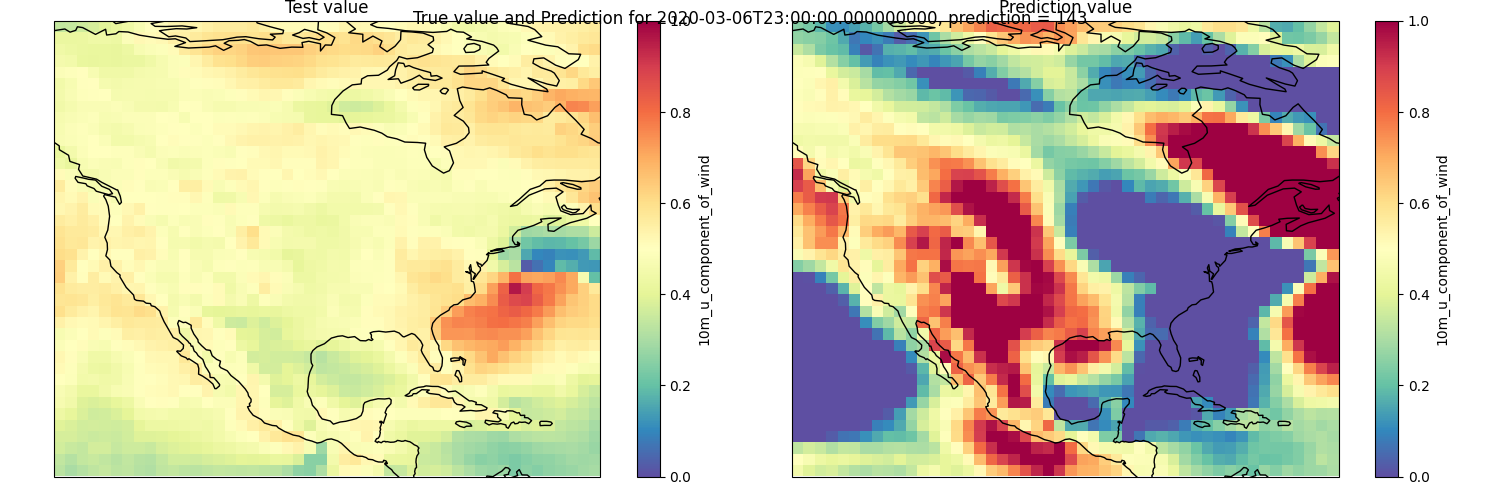 Test value
Prediction value
True value and Prediction for 2020-03-06T23:00:00.000000000, prediction = 143
1.0
0.8
0.6
0.4
0.2
0.0
10m_u_component_of_wind
1.0
0.8
0.6
0.4
0.2
0.0
10m_u_component_of_wind